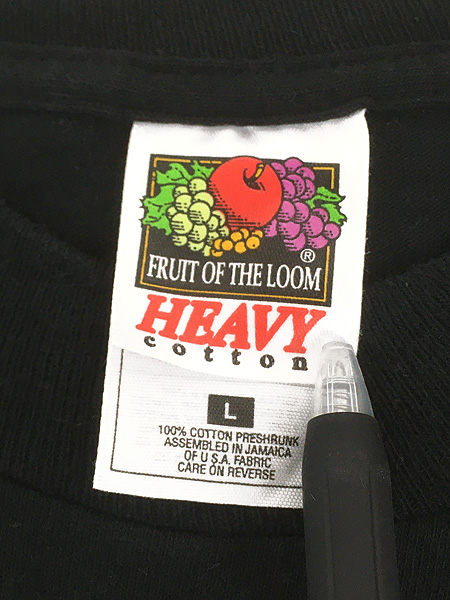 ®
FRUIT OF THE LOOM
HEAVY
cotton
L
100% COTTON PRESHRUNK
ASSEMBLED IN JAMAICA
OF U.S.A. FABRIC
CARE ON REVERSE